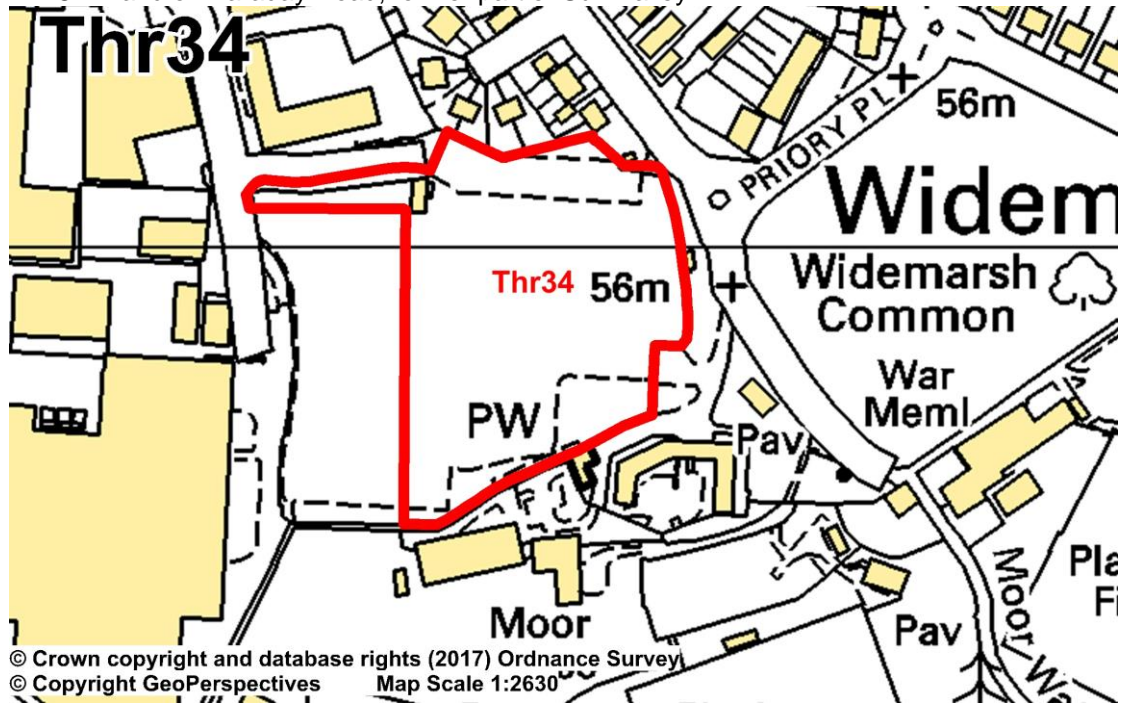 Thr34
56m
PRIORY PL
Widem
Thr34 56m
Widemarsh
Common
War
Meml
PW
Pav
Moor
Pla
Fi
Pav
Moor Wa
© Crown copyright and database rights (2017) Ordnance Survey
© Copyright GeoPerspectives Map Scale 1:2630